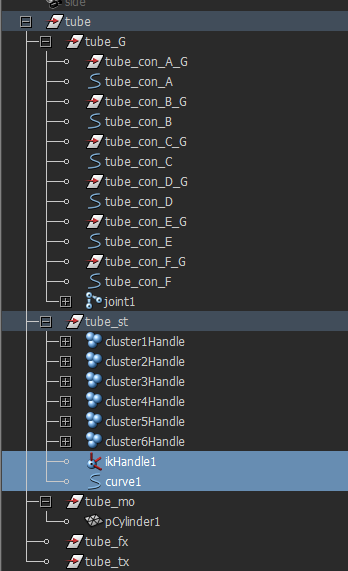 side
tube
tube_G
tube_con_A_G
tube_con_A
tube_con_B_G
tube_con_B
tube_con_C_G
tube_con_C
tube_con_D_G
tube_con_D
tube_con_E_G
tube_con_E
tube_con_F_G
tube_con_F
joint1
tube_st
cluster1Handle
cluster2Handle
cluster3Handle
cluster4Handle
cluster5Handle
cluster6Handle
ikHandle1
curve1
tube_mo
pCylinder1
tube_fx
tube_tx